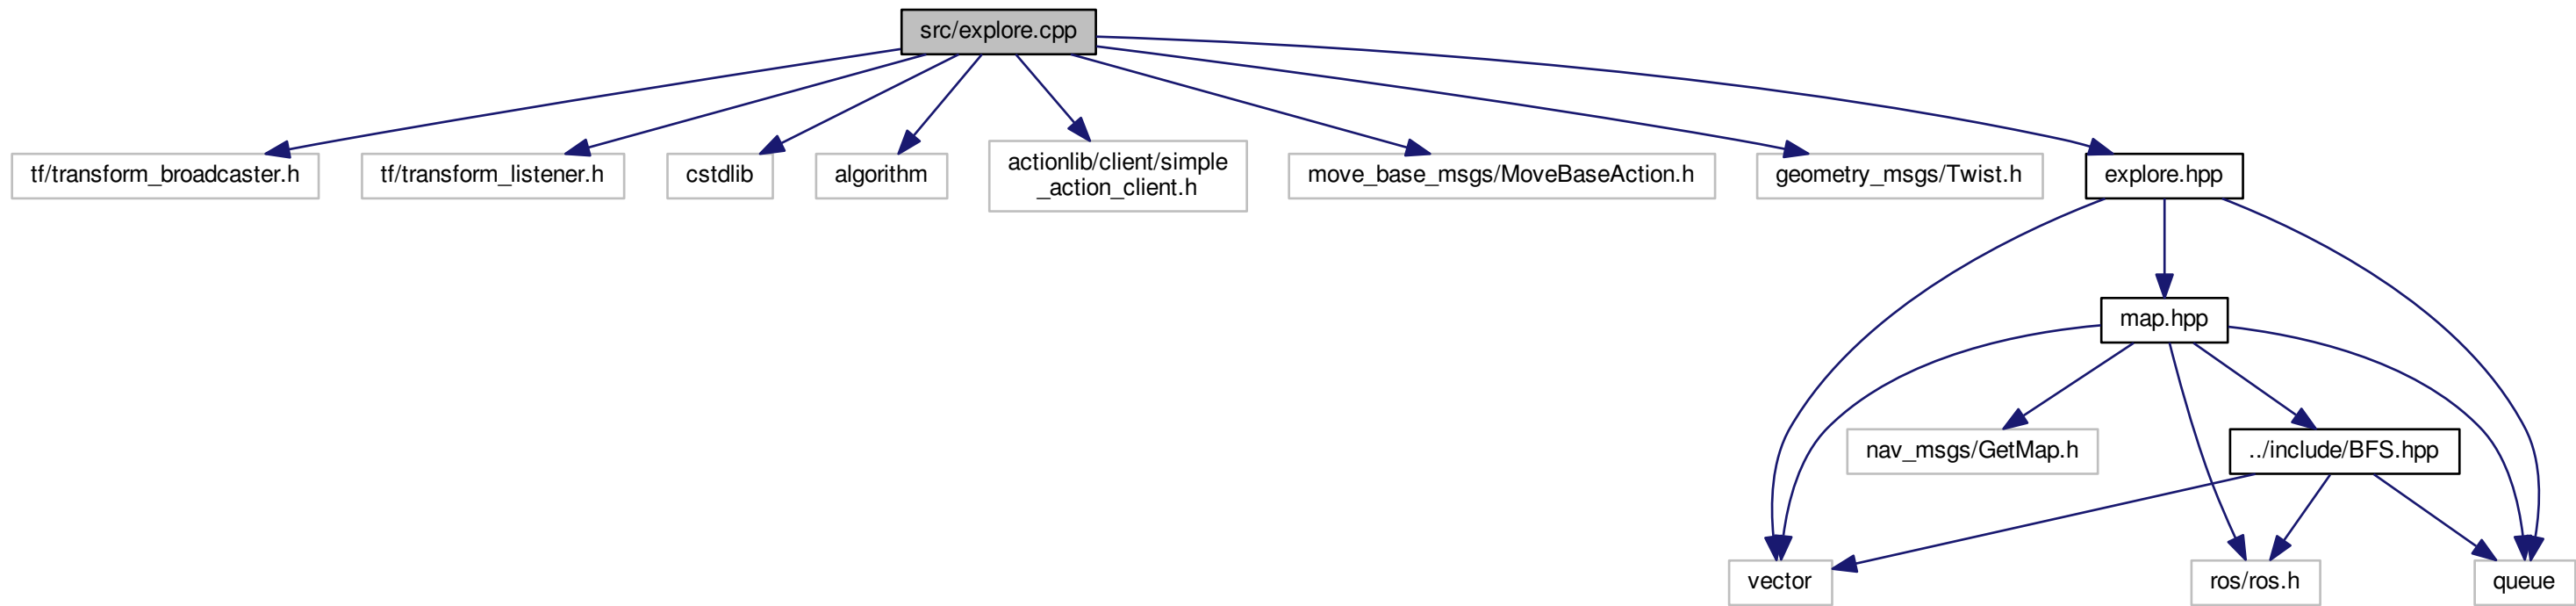 src/explore.cpp
tf/transform_broadcaster.h
tf/transform_listener.h
cstdlib
algorithm
actionlib/client/simple
_action_client.h
move_base_msgs/MoveBaseAction.h
geometry_msgs/Twist.h
explore.hpp
map.hpp
nav_msgs/GetMap.h
../include/BFS.hpp
vector
ros/ros.h
queue